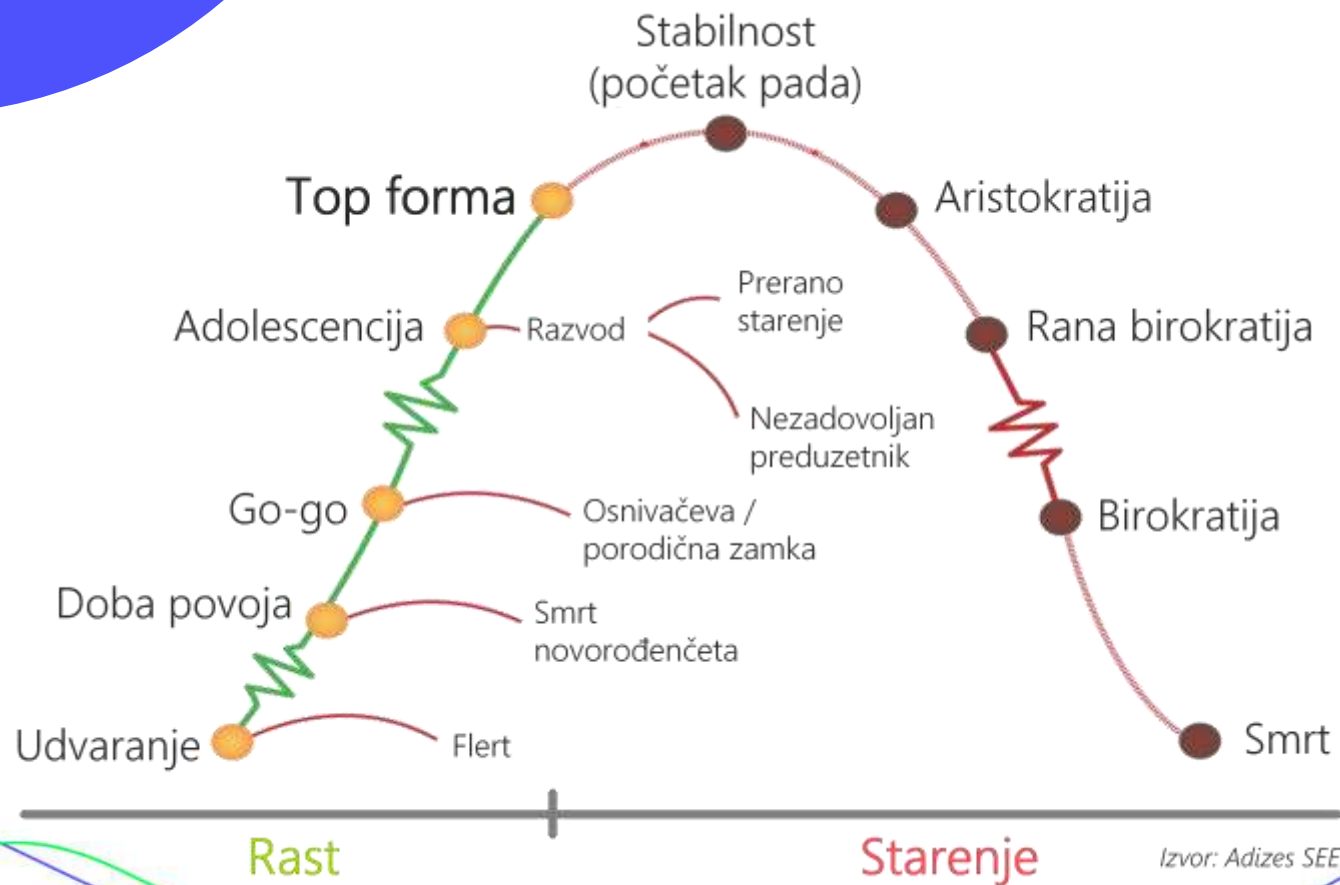 Stabilnost
(početak pada)
Top forma
Aristokratija
Prerano
starenje
Adolescencija
Razvod
Rana birokratija
Nezadovoljan
preduzetnik
Go-go
Osnivačeva /
porodična zamka
Birokratija
Doba povoja
Smrt
novorođenčeta
Udvaranje
Flert
Smrt
Rast
Starenje
Izvor: Adizes SEE